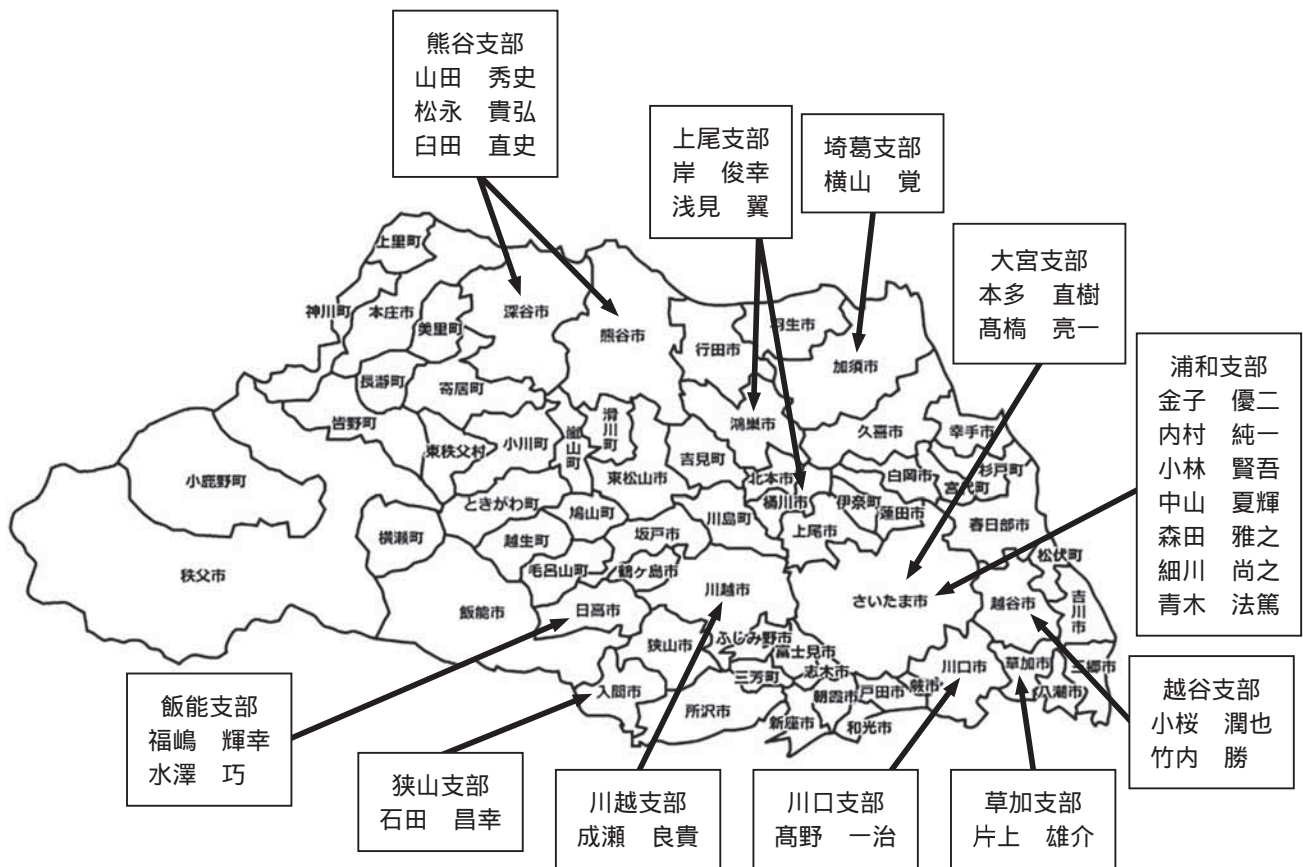 熊谷支部
山田　秀史
松永　貴弘
臼田　直史
上尾支部
岸　俊幸
浅見　翼
埼葛支部
横山　覚
大宮支部
本多　直樹
髙橋　亮一
浦和支部
金子　優二
内村　純一
小林　賢吾
中山　夏輝
森田　雅之
細川　尚之
青木　法篤
上里町
神川町
本庄市
美里町
深谷市
熊谷市
行田市
羽生市
加須市
長瀞町
寄居町
皆野町
東秩父村
小川町
嵐山町
滑川町
鴻巣市
久喜市
幸手市
小鹿野町
東松山市
吉見町
北本市
白岡市
杉戸町
宮代町
ときがわ町
鳩山町
川島町
桶川市
伊奈町
蓮田市
春日部市
横瀬町
越生町
坂戸市
上尾市
松伏町
秩父市
毛呂山町
鶴ヶ島市
川越市
さいたま市
越谷市
吉川市
飯能市
日高市
狭山市
ふじみ野市
富士見市
志木市
川口市
草加市
三郷市
入間市
三芳町
所沢市
新座市
朝霞市
和光市
戸田市
蕨市
八潮市
飯能支部
福嶋　輝幸
水澤　巧
狭山支部
石田　昌幸
川越支部
成瀬　良貴
川口支部
髙野　一治
草加支部
片上　雄介
越谷支部
小桜　潤也
竹内　勝